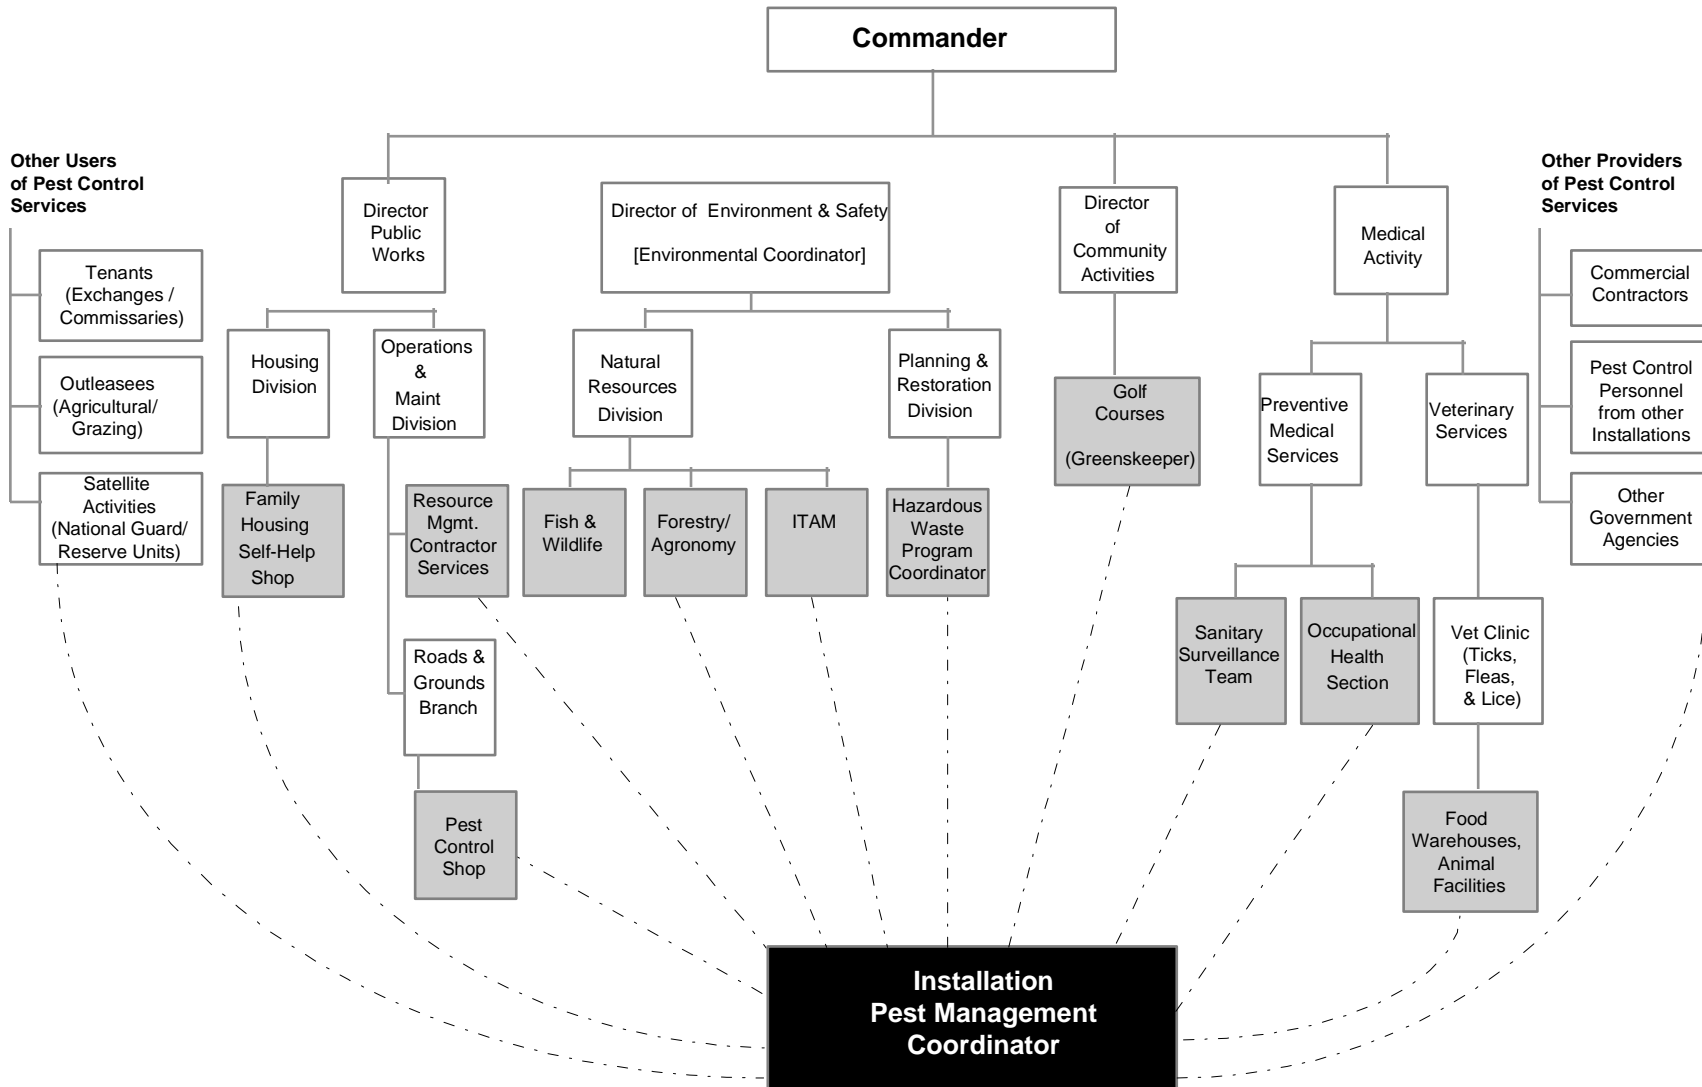 Commander
Other Users
of Pest Control
Services
Tenants
(Exchanges /
Commissaries)
Outleasees
(Agricultural/
Grazing)
Satellite
Activities
(National Guard/
Reserve Units)
Director
Public
Works
Housing
Division
Family
Housing
Self-Help
Shop
Operations
&
Maint
Division
Resource
Mgmt.
Contractor
Services
Roads &
Grounds
Branch
Pest
Control
Shop
Director of Environment & Safety
[Environmental Coordinator]
Natural
Resources
Division
Fish &
Wildlife
Forestry/
Agronomy
ITAM
Planning &
Restoration
Division
Hazardous
Waste
Program
Coordinator
Director
of
Community
Activities
Golf
Courses
(Greenskeeper)
Medical
Activity
Preventive
Medical
Services
Sanitary
Surveillance
Team
Occupational
Health
Section
Veterinary
Services
Vet Clinic
(Ticks,
Fleas,
& Lice)
Food
Warehouses,
Animal
Facilities
Other Providers
of Pest Control
Services
Commercial
Contractors
Pest Control
Personnel
from other
Installations
Other
Government
Agencies
Installation
Pest Management
Coordinator